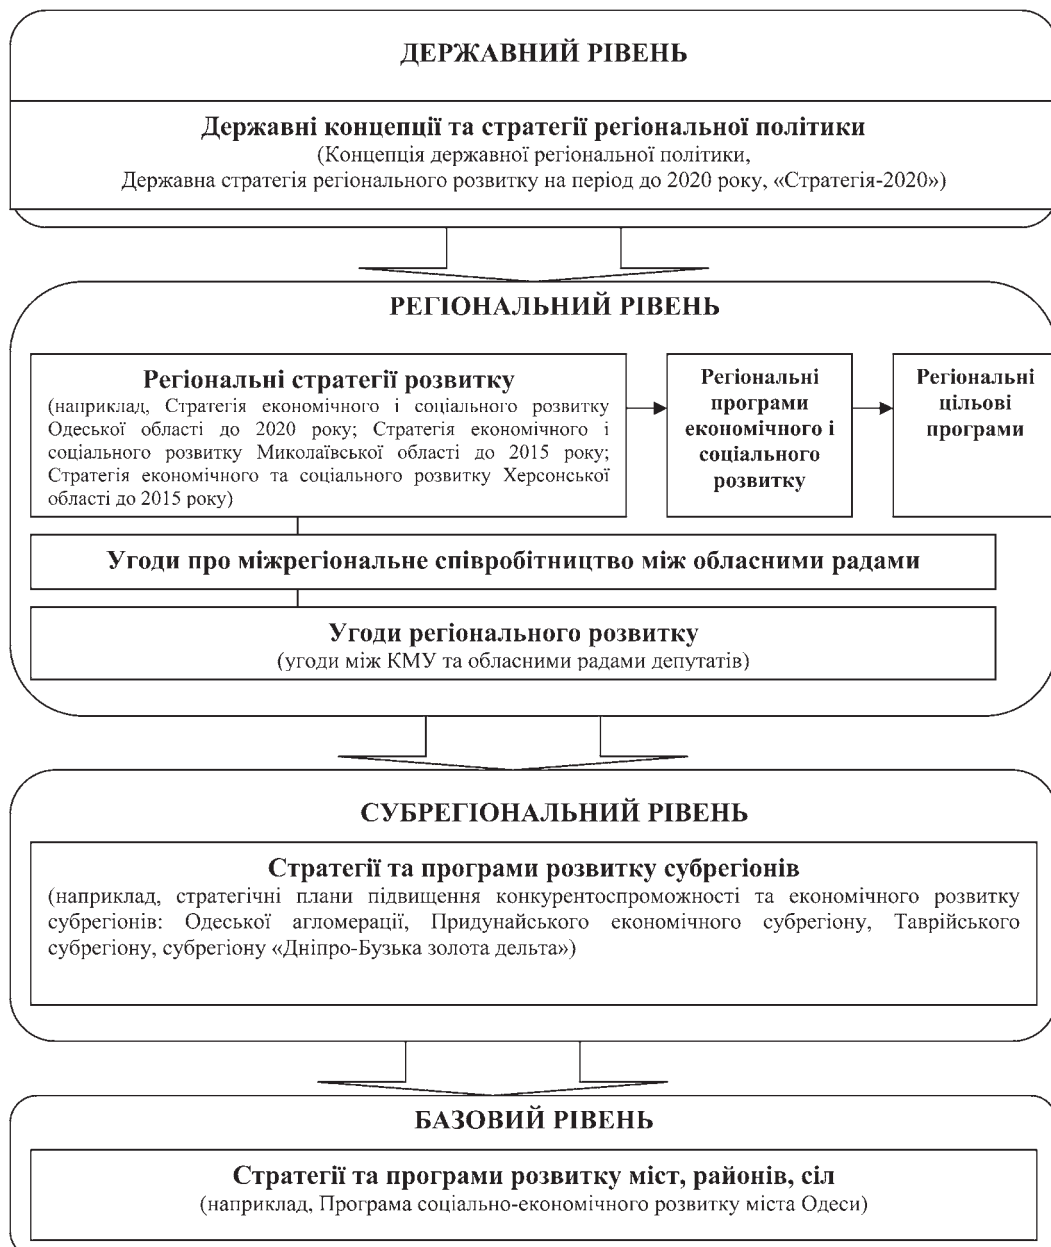 ДЕРЖАВНИЙ РІВЕНЬ
Державні концепції та стратегії регіональної політики
(Концепція державної регіональної політики,
Державна стратегія регіонального розвитку на період до 2020 року, «Стратегія-2020»)
РЕГІОНАЛЬНИЙ РІВЕНЬ
Регіональні стратегії розвитку
(наприклад, Стратегія економічного і соціального розвитку
Одеської області до 2020 року; Стратегія економічного і
соціального розвитку Миколаївської області до 2015 року;
Стратегія економічного та соціального розвитку Херсонської
області до 2015 року)
Регіональні
програми
економічного і
соціального
розвитку
Регіональні
цільові
програми
Угоди про міжрегіональне співробітництво між обласними радами
Угоди регіонального розвитку
(угоди між КМУ та обласними радами депутатів)
СУБРЕГІОНАЛЬНИЙ РІВЕНЬ
Стратегії та програми розвитку субрегіонів
(наприклад, стратегічні плани підвищення конкурентоспроможності та економічного розвитку
субрегіонів: Одеської агломерації, Придунайського економічного субрегіону, Таврійського
субрегіону, субрегіону «Дніпро-Бузька золота дельта»)
БАЗОВИЙ РІВЕНЬ
Стратегії та програми розвитку міст, районів, сіл
(наприклад, Програма соціально-економічного розвитку міста Одеси)